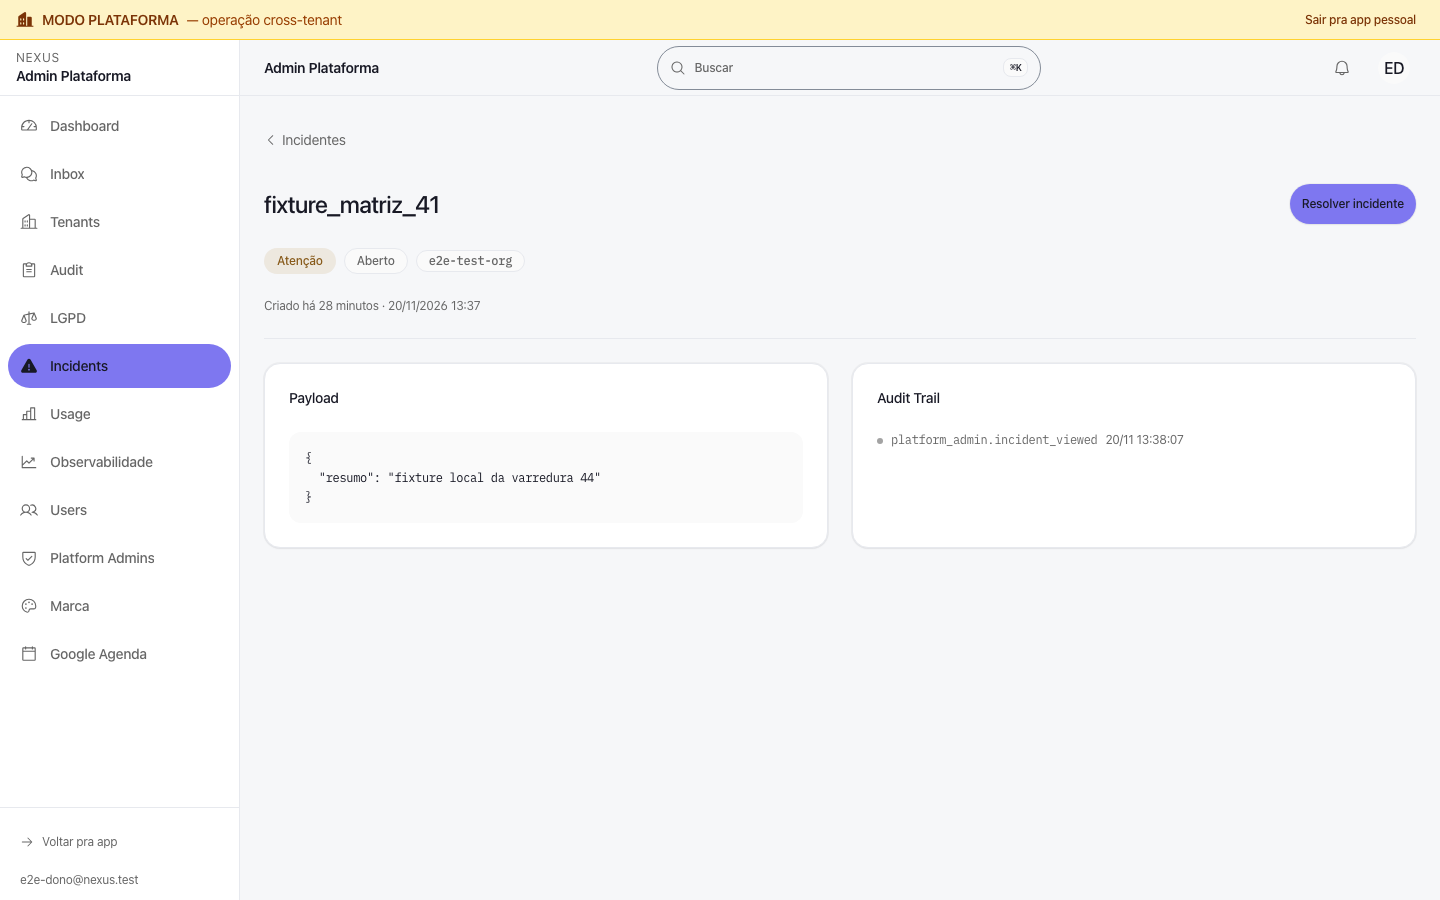 MODO PLATAFORMA — operação cross-tenant
Sair pra app pessoal
NEXUS
Admin Plataforma
Admin Plataforma
Buscar
⌘K
ED
Dashboard
Inbox
Tenants
Audit
LGPD
Incidents
Usage
Observabilidade
Users
Platform Admins
Marca
Google Agenda
Voltar pra app
e2e-dono@nexus.test
Incidentes
fixture_matriz_41
Resolver incidente
Atenção
Aberto
e2e-test-org
Criado há 28 minutos · 20/11/2026 13:37
Payload
{
"resumo": "fixture local da varredura 44"
}
Audit Trail
platform_admin.incident_viewed 20/11 13:38:07